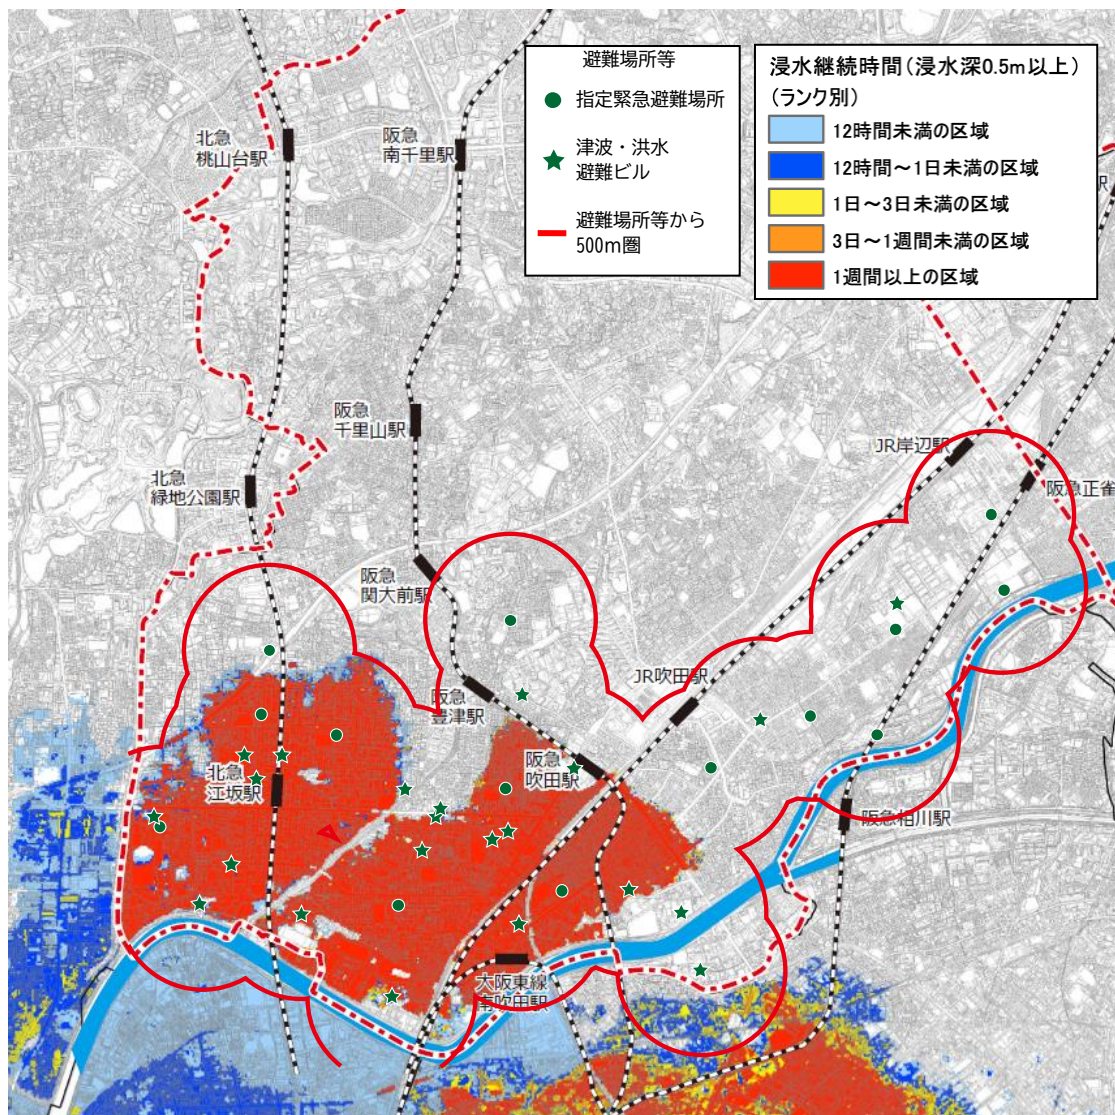 避難場所等
指定緊急避難場所
津波・洪水
避難ビル
避難場所等から
500m圏
浸水継続時間(浸水深0.5m以上)
(ランク別)
12時間未満の区域
12時間~1日未満の区域
1日~3日未満の区域
3日~1週間未満の区域
1週間以上の区域
北急
桃山台駅
阪急
南千里駅
駅
阪急
千里山駅
JR岸辺駅
北急
緑地公園駅
阪急正雀
阪急
関大前駅
JR吹田駅
阪急
豊津駅
北急
江坂駅
阪急
吹田駅
阪急相川駅
大阪東線
南吹田駅